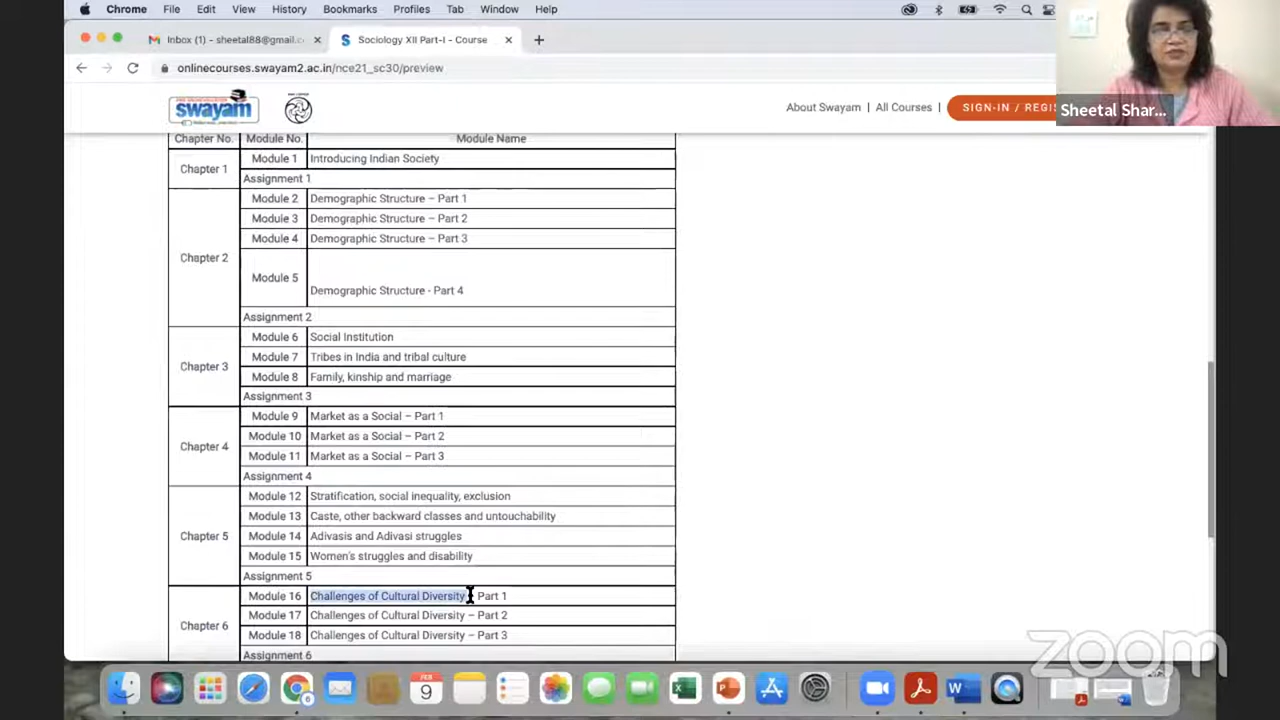 Chrome File Edit View History Bookmarks Profiles Tab Window Help
Inbox (1) - sheetal88@gmail.c
Sociology XII Part-I - Course
onlinecourses.swayam2.ac.in/nce21_sc30/preview
swayam
About Swayam | All Courses |
SIGN-IN / REGIS
Sheetal Shar...
Chapter No. Module No. Module Name
Chapter 1
Module 1 Introducing Indian Society
Assignment 1
Chapter 2
Module 2 Demographic Structure – Part 1
Module 3 Demographic Structure – Part 2
Module 4 Demographic Structure – Part 3
Module 5 Demographic Structure - Part 4
Assignment 2
Chapter 3
Module 6 Social Institution
Module 7 Tribes in India and tribal culture
Module 8 Family, kinship and marriage
Assignment 3
Chapter 4
Module 9 Market as a Social – Part 1
Module 10 Market as a Social – Part 2
Module 11 Market as a Social – Part 3
Assignment 4
Chapter 5
Module 12 Stratification, social inequality, exclusion
Module 13 Caste, other backward classes and untouchability
Module 14 Adivasis and Adivasi struggles
Module 15 Women's struggles and disability
Assignment 5
Chapter 6
Module 16 Challenges of Cultural Diversity – Part 1
Module 17 Challenges of Cultural Diversity – Part 2
Module 18 Challenges of Cultural Diversity – Part 3
Assignment 6
zoom
FEB
9